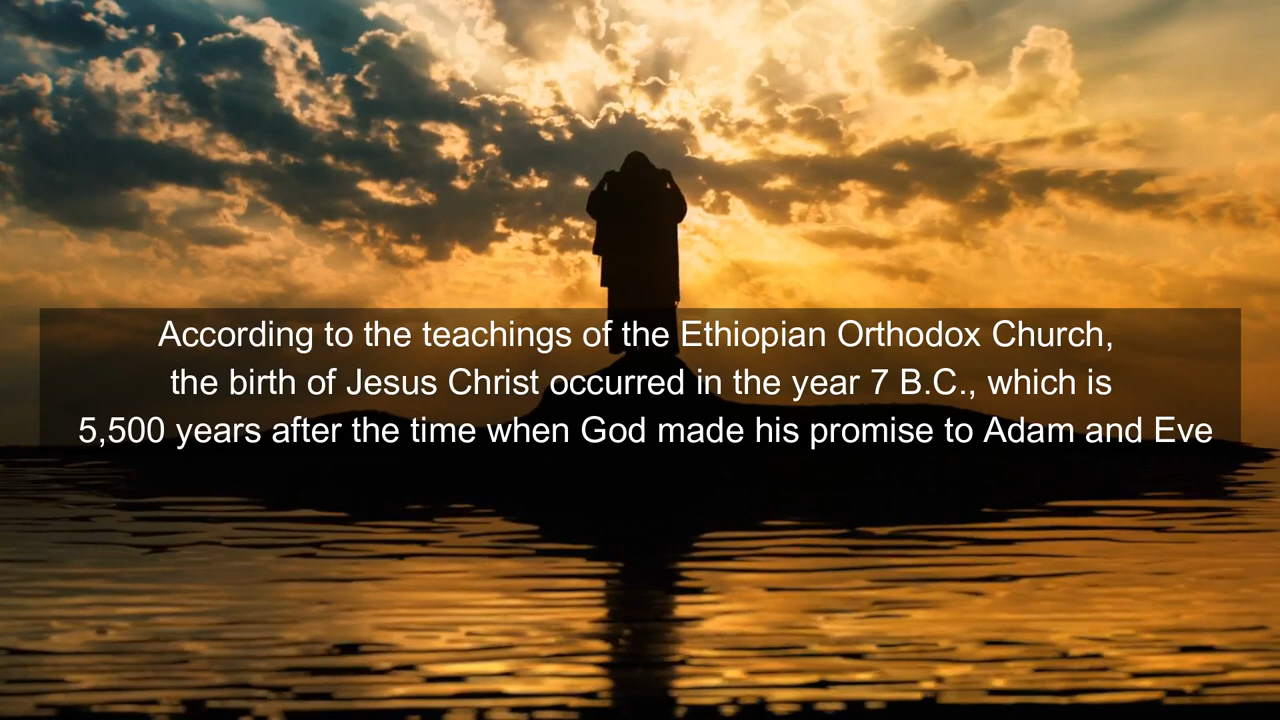 According to the teachings of the Ethiopian Orthodox Church,
the birth of Jesus Christ occurred in the year 7 B.C., which is
5,500 years after the time when God made his promise to Adam and Eve